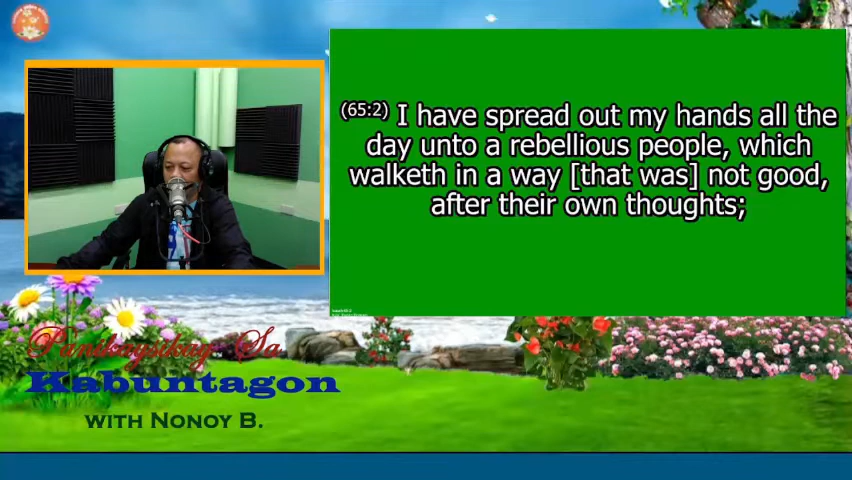 (65:2) I have spread out my hands all the
day unto a rebellious people, which
walketh in a way [that was] not good,
after their own thoughts;
Panikaysikay Sa
Kabuntagon
WITH NONOY B.